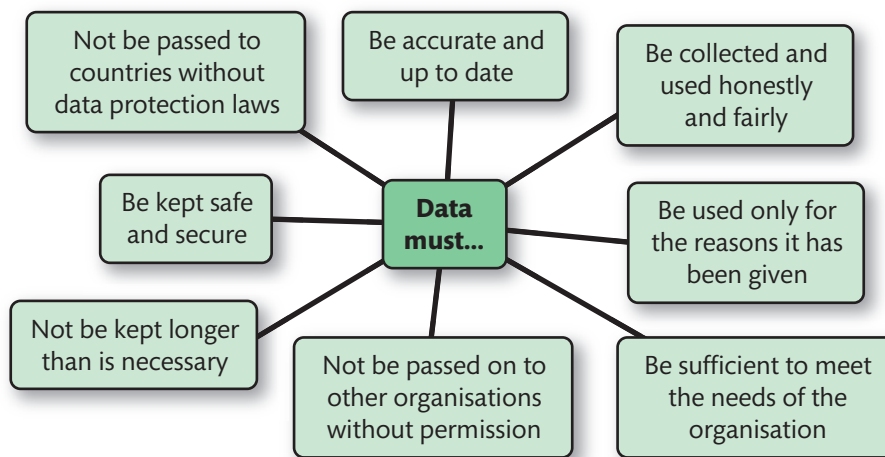 Not be passed to
countries without
data protection laws
Be accurate and
up to date
Be collected and
used honestly
and fairly
Be kept safe
and secure
Data
must...
Be used only for
the reasons it has
been given
Not be kept longer
than is necessary
Not be passed on to
other organisations
without permission
Be sufficient to meet
the needs of the
organisation